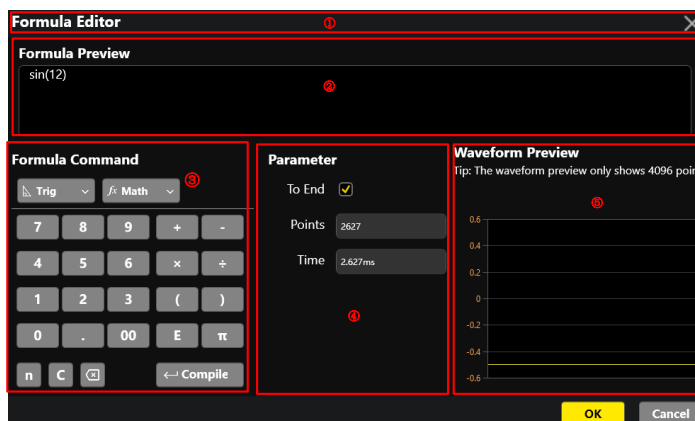 Formula Editor
①
Formula Preview
sin(12)
②
Formula Command
③
Trig
fx Math
7 8 9 + -
4 5 6 × ÷
1 2 3 ( )
0 . 00 E π
n C Compile
Parameter
To End
Points 2627
Time 2.627ms
④
Waveform Preview
Tip: The waveform preview only shows 4096 poin
⑤
0.6
0.4
0.2
0
-0.2
-0.4
-0.6
OK Cancel